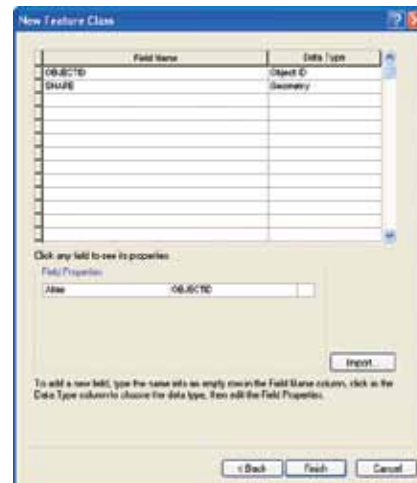 New Feature Class
Field Name Data Type
OBJECTID Object ID
SHAPE Geometry
Click any field to see its properties.
Field Properties
Alias OBJECTID
Import...
To add a new field, type the name into an empty row in the Field Name column, click in the
Data Type column to choose the data type, then edit the Field Properties.
< Back Finish Cancel